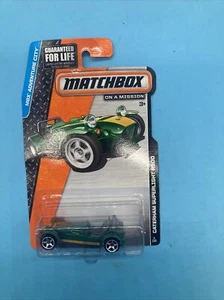 MBX ADVENTURE CITY
GUARANTEED
FOR LIFE
MATCHBOX
ON A MISSION
3+
CATERHAM SUPERLIGHT R500